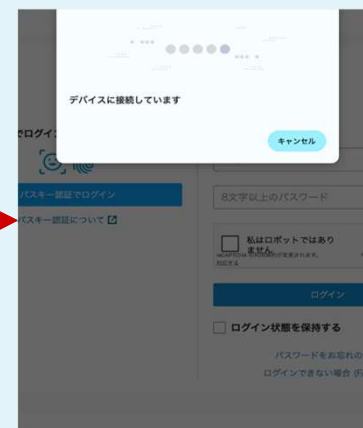 デバイスに接続しています
キャンセル
でログイ
パスキー認証でログイン
パスキー認証について
8文字以上のパスワード
私はロボットではあり
ません
ログイン
ログイン状態を保持する
パスワードをお忘れの
ログインできない場合